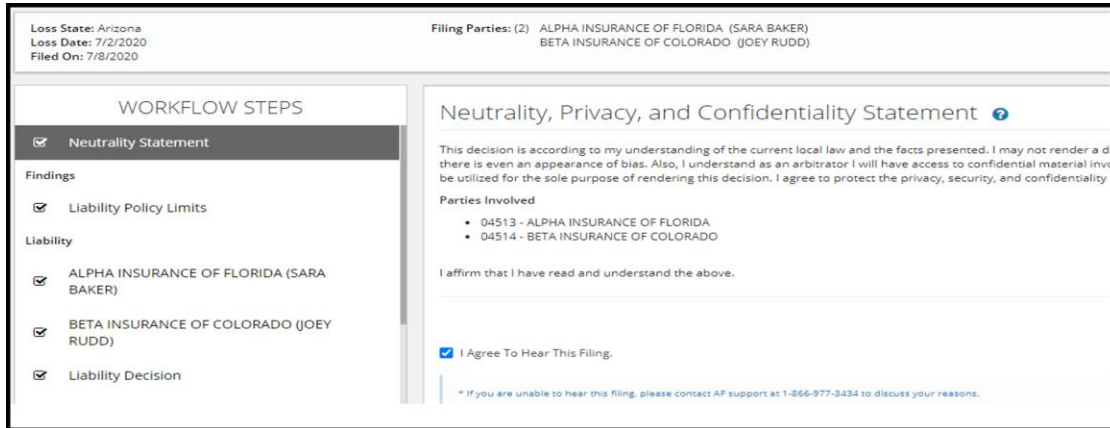 Loss State: Arizona
Loss Date: 7/2/2020
Filed On: 7/8/2020
Filing Parties: (2) ALPHA INSURANCE OF FLORIDA (SARA BAKER)
BETA INSURANCE OF COLORADO (JOEY RUDD)
WORKFLOW STEPS
Neutrality Statement
Findings
Liability Policy Limits
Liability
ALPHA INSURANCE OF FLORIDA (SARA
BAKER)
BETA INSURANCE OF COLORADO (JOEY
RUDD)
Liability Decision
Neutrality, Privacy, and Confidentiality Statement ?
This decision is according to my understanding of the current local law and the facts presented. I may not render a d
there is even an appearance of bias. Also, I understand as an arbitrator I will have access to confidential material invo
be utilized for the sole purpose of rendering this decision. I agree to protect the privacy, security, and confidentiality
Parties Involved
• 04513 - ALPHA INSURANCE OF FLORIDA
• 04514 - BETA INSURANCE OF COLORADO
I affirm that I have read and understand the above.
I Agree To Hear This Filing.
* If you are unable to hear this filing, please contact AF support at 1-866-977-3434 to discuss your reasons.